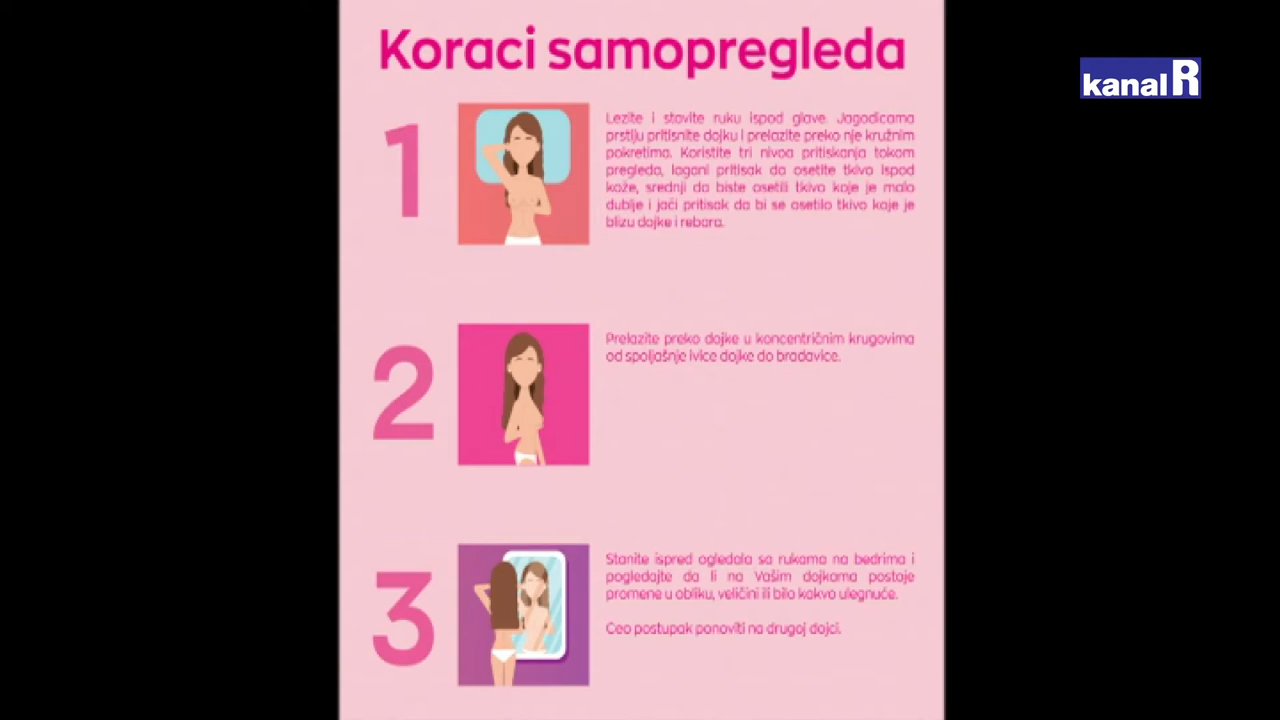 Koraci samopregleda
kanal R
1
Lezite i stavite ruku ispod glave. Jagodicama
prstiju pritisnite dojku i prelazite preko nje kružnim
pokretima. Koristite tri nivoa pritiskanja tokom
pregleda, lagani pritisak da osetite tkivo ispod
kože, srednji da biste osetili tkivo koje je malo
dublje i jači pritisak da bi se osetilo tkivo koje je
blizu dojke i rebara.
2
Prelazite preko dojke u koncentričnim krugovima
od spoljašnje ivice dojke do bradavice.
3
Stanite ispred ogledala sa rukama na bedrima i
pogledajte da li na Vašim dojkama postoje
promene u obliku, veličini ili bilo kakvo ulegnuće.
Ceo postupak ponoviti na drugoj dojci.